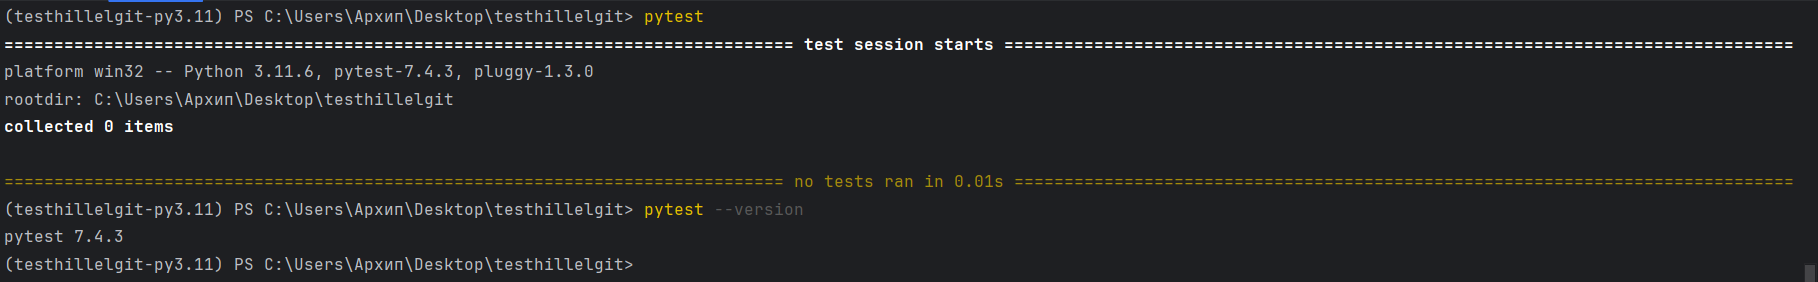 (testhillelgit-py3.11) PS C:\Users\Архип\Desktop\testhillelgit> pytest
=============================================================================== test session starts ===============================================================================
platform win32 -- Python 3.11.6, pytest-7.4.3, pluggy-1.3.0
rootdir: C:\Users\Архип\Desktop\testhillelgit
collected 0 items
============================================================================== no tests ran in 0.01s ==============================================================================
(testhillelgit-py3.11) PS C:\Users\Архип\Desktop\testhillelgit> pytest --version
pytest 7.4.3
(testhillelgit-py3.11) PS C:\Users\Архип\Desktop\testhillelgit>